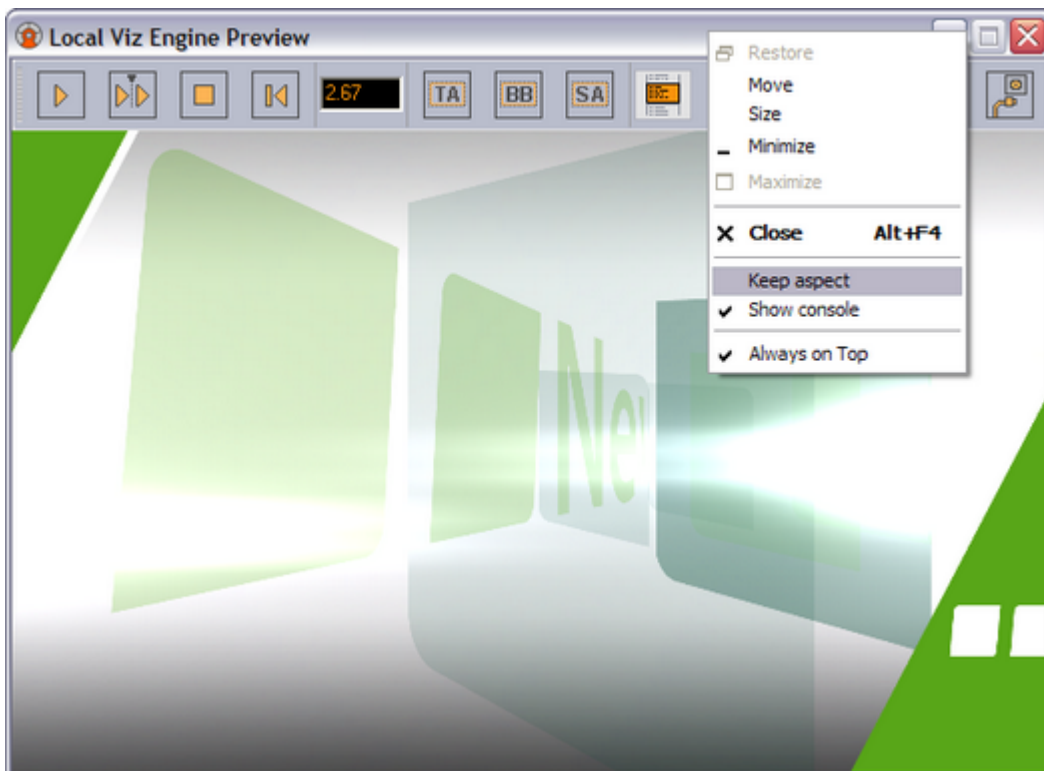 Local Viz Engine Preview
2.67 TA BB SA
Restore
Move
Size
Minimize
Maximize
Close Alt+F4
Keep aspect
Show console
Always on Top
Ne